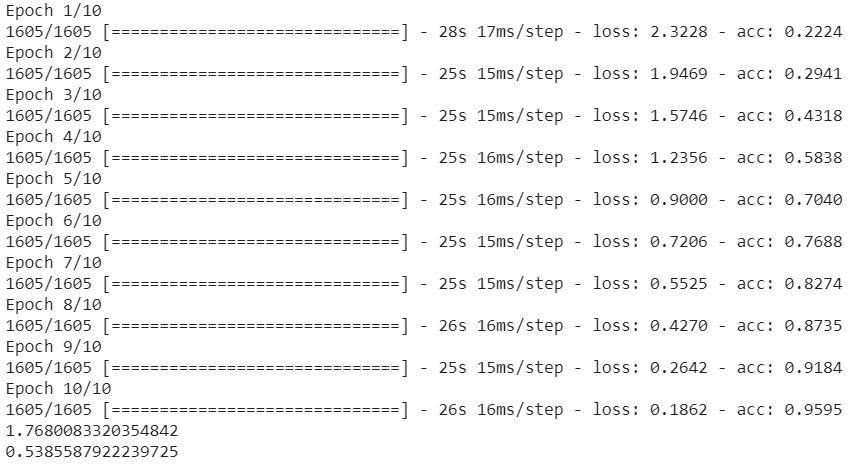 Epoch 1/10
1605/1605 [==============================] - 28s 17ms/step - loss: 2.3228 - acc: 0.2224
Epoch 2/10
1605/1605 [==============================] - 25s 15ms/step - loss: 1.9469 - acc: 0.2941
Epoch 3/10
1605/1605 [==============================] - 25s 15ms/step - loss: 1.5746 - acc: 0.4318
Epoch 4/10
1605/1605 [==============================] - 25s 16ms/step - loss: 1.2356 - acc: 0.5838
Epoch 5/10
1605/1605 [==============================] - 25s 16ms/step - loss: 0.9000 - acc: 0.7040
Epoch 6/10
1605/1605 [==============================] - 25s 15ms/step - loss: 0.7206 - acc: 0.7688
Epoch 7/10
1605/1605 [==============================] - 25s 15ms/step - loss: 0.5525 - acc: 0.8274
Epoch 8/10
1605/1605 [==============================] - 26s 16ms/step - loss: 0.4270 - acc: 0.8735
Epoch 9/10
1605/1605 [==============================] - 25s 15ms/step - loss: 0.2642 - acc: 0.9184
Epoch 10/10
1605/1605 [==============================] - 26s 16ms/step - loss: 0.1862 - acc: 0.9595
1.7680083320354842
0.5385587922239725